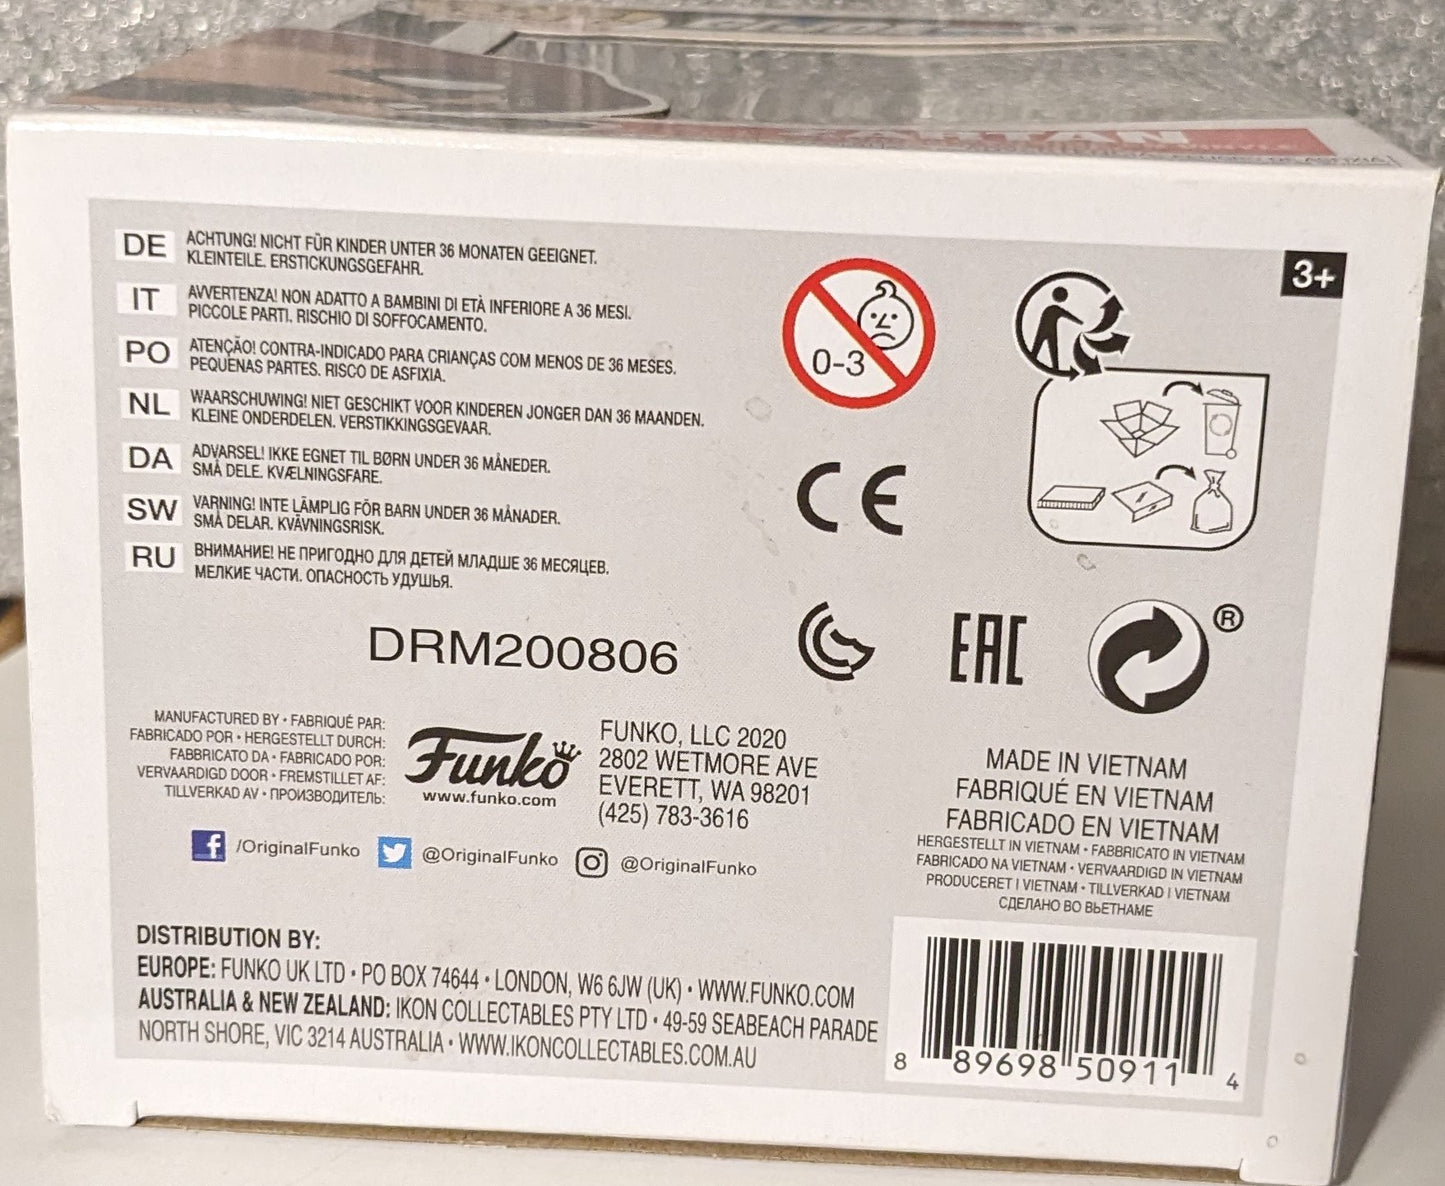 ZARTAN
DE ACHTUNG! NICHT FÜR KINDER UNTER 36 MONATEN GEEIGNET.
KLEINTEILE. ERSTICKUNGSGEFAHR.
IT AVVERTENZA! NON ADATTO A BAMBINI DI ETÀ INFERIORE A 36 MESI.
PICCOLE PARTI. RISCHIO DI SOFFOCAMENTO.
PO ATENÇÃO! CONTRA-INDICADO PARA CRIANÇAS COM MENOS DE 36 MESES.
PEQUENAS PARTES. RISCO DE ASFIXIA.
NL WAARSCHUWING! NIET GESCHIKT VOOR KINDEREN JONGER DAN 36 MAANDEN.
KLEINE ONDERDELEN. VERSTIKKINGSGEVAAR.
DA ADVARSEL! IKKE EGNET TIL BØRN UNDER 36 MÅNEDER.
SMÅ DELE. KVÆLNINGSFARE.
SW VARNING! INTE LÄMPLIG FÖR BARN UNDER 36 MÅNADER.
SMÅ DELAR. KVÄVNINGSRISK.
RU ВНИМАНИЕ! НЕ ПРИГОДНО ДЛЯ ДЕТЕЙ МЛАДШЕ 36 МЕСЯЦЕВ.
МЕЛКИЕ ЧАСТИ. ОПАСНОСТЬ УДУШЬЯ.
0-3
3+
CE
EAC
®
DRM200806
MANUFACTURED BY • FABRIQUÉ PAR:
FABRICADO POR • HERGESTELLT DURCH:
FABBRICATO DA • FABRICADO POR:
VERVAARDIGD DOOR • FREMSTILLET AF:
TILLVERKAD AV • ПРОИЗВОДИТЕЛЬ:
Funko
www.funko.com
FUNKO, LLC 2020
2802 WETMORE AVE
EVERETT, WA 98201
(425) 783-3616
/OriginalFunko @OriginalFunko @OriginalFunko
MADE IN VIETNAM
FABRIQUÉ EN VIETNAM
FABRICADO EN VIETNAM
HERGESTELLT IN VIETNAM • FABBRICATO IN VIETNAM
FABRICADO NA VIETNAM • VERVAARDIGD IN VIETNAM
PRODUCERET I VIETNAM • TILLVERKAD I VIETNAM
СДЕЛАНО ВО ВЬЕТНАМЕ
DISTRIBUTION BY:
EUROPE: FUNKO UK LTD • PO BOX 74644 • LONDON, W6 6JW (UK) • WWW.FUNKO.COM
AUSTRALIA & NEW ZEALAND: IKON COLLECTABLES PTY LTD • 49-59 SEABEACH PARADE
NORTH SHORE, VIC 3214 AUSTRALIA • WWW.IKONCOLLECTABLES.COM.AU
8 89698 50911 4